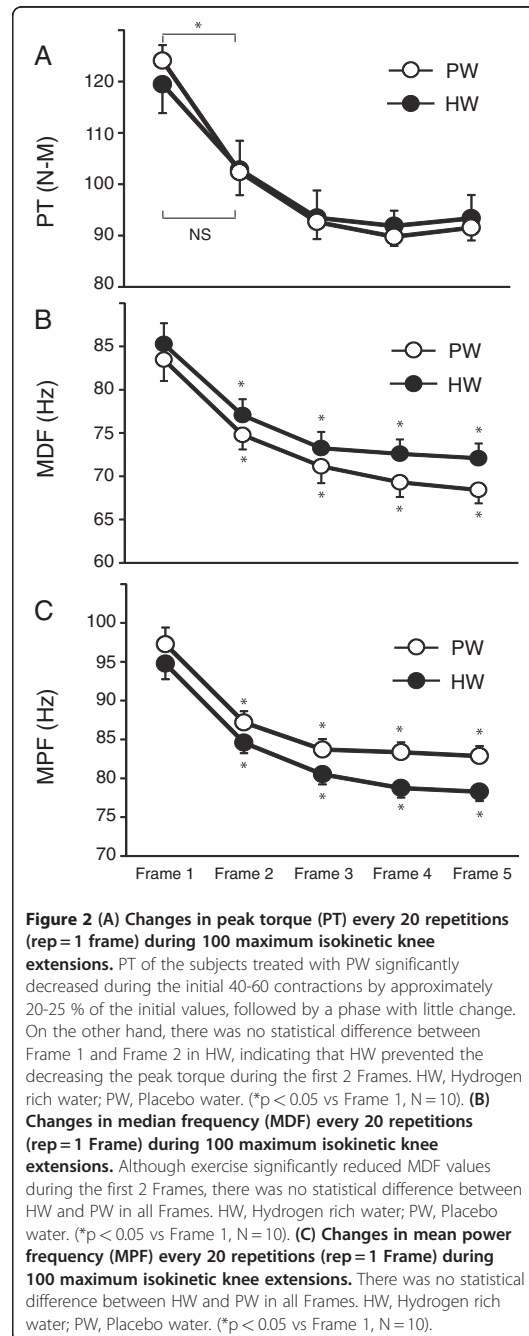 A
*
PW
HW
120
110
100
90
80
PT (N-M)
NS
B
PW
HW
85
80
75
70
65
60
MDF (Hz)
* * * *
* * * *
C
PW
HW
100
95
90
85
80
75
70
MPF (Hz)
* * * *
* * * *
Frame 1 Frame 2 Frame 3 Frame 4 Frame 5
Figure 2 (A) Changes in peak torque (PT) every 20 repetitions
(rep = 1 frame) during 100 maximum isokinetic knee
extensions. PT of the subjects treated with PW significantly
decreased during the initial 40-60 contractions by approximately
20-25 % of the initial values, followed by a phase with little change.
On the other hand, there was no statistical difference between
Frame 1 and Frame 2 in HW, indicating that HW prevented the
decreasing the peak torque during the first 2 Frames. HW, Hydrogen
rich water; PW, Placebo water. (*p < 0.05 vs Frame 1, N = 10). (B)
Changes in median frequency (MDF) every 20 repetitions
(rep = 1 Frame) during 100 maximum isokinetic knee
extensions. Although exercise significantly reduced MDF values
during the first 2 Frames, there was no statistical difference between
HW and PW in all Frames. HW, Hydrogen rich water; PW, Placebo
water. (*p < 0.05 vs Frame 1, N = 10). (C) Changes in mean power
frequency (MPF) every 20 repetitions (rep = 1 Frame) during
100 maximum isokinetic knee extensions. There was no statistical
difference between HW and PW in all Frames. HW, Hydrogen rich
water; PW, Placebo water. (*p < 0.05 vs Frame 1, N = 10).